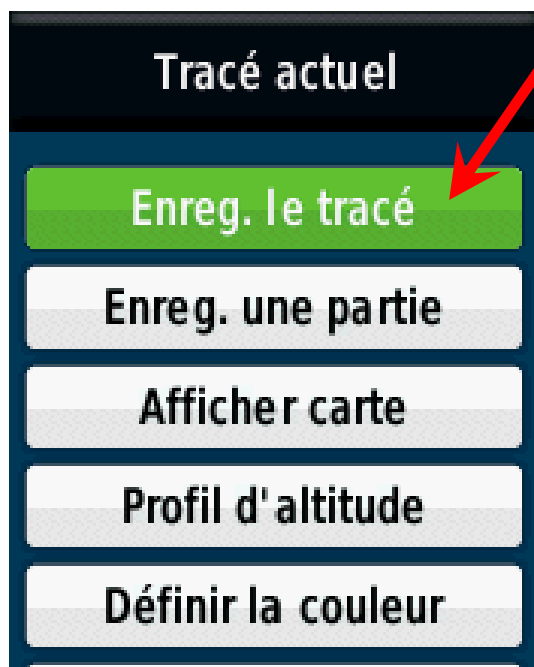 Tracé actuel
Enreg. le tracé
Enreg. une partie
Afficher carte
Profil d'altitude
Définir la couleur